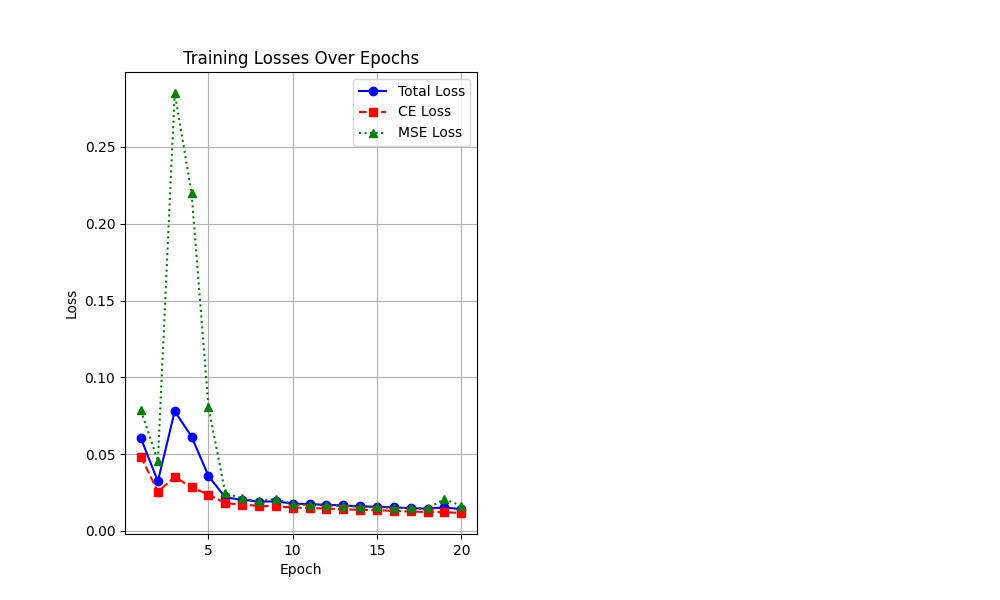 Training Losses Over Epochs
Total Loss
CE Loss
MSE Loss
0.25
0.20
0.15
0.10
0.05
0.00
Loss
5 10 15 20
Epoch